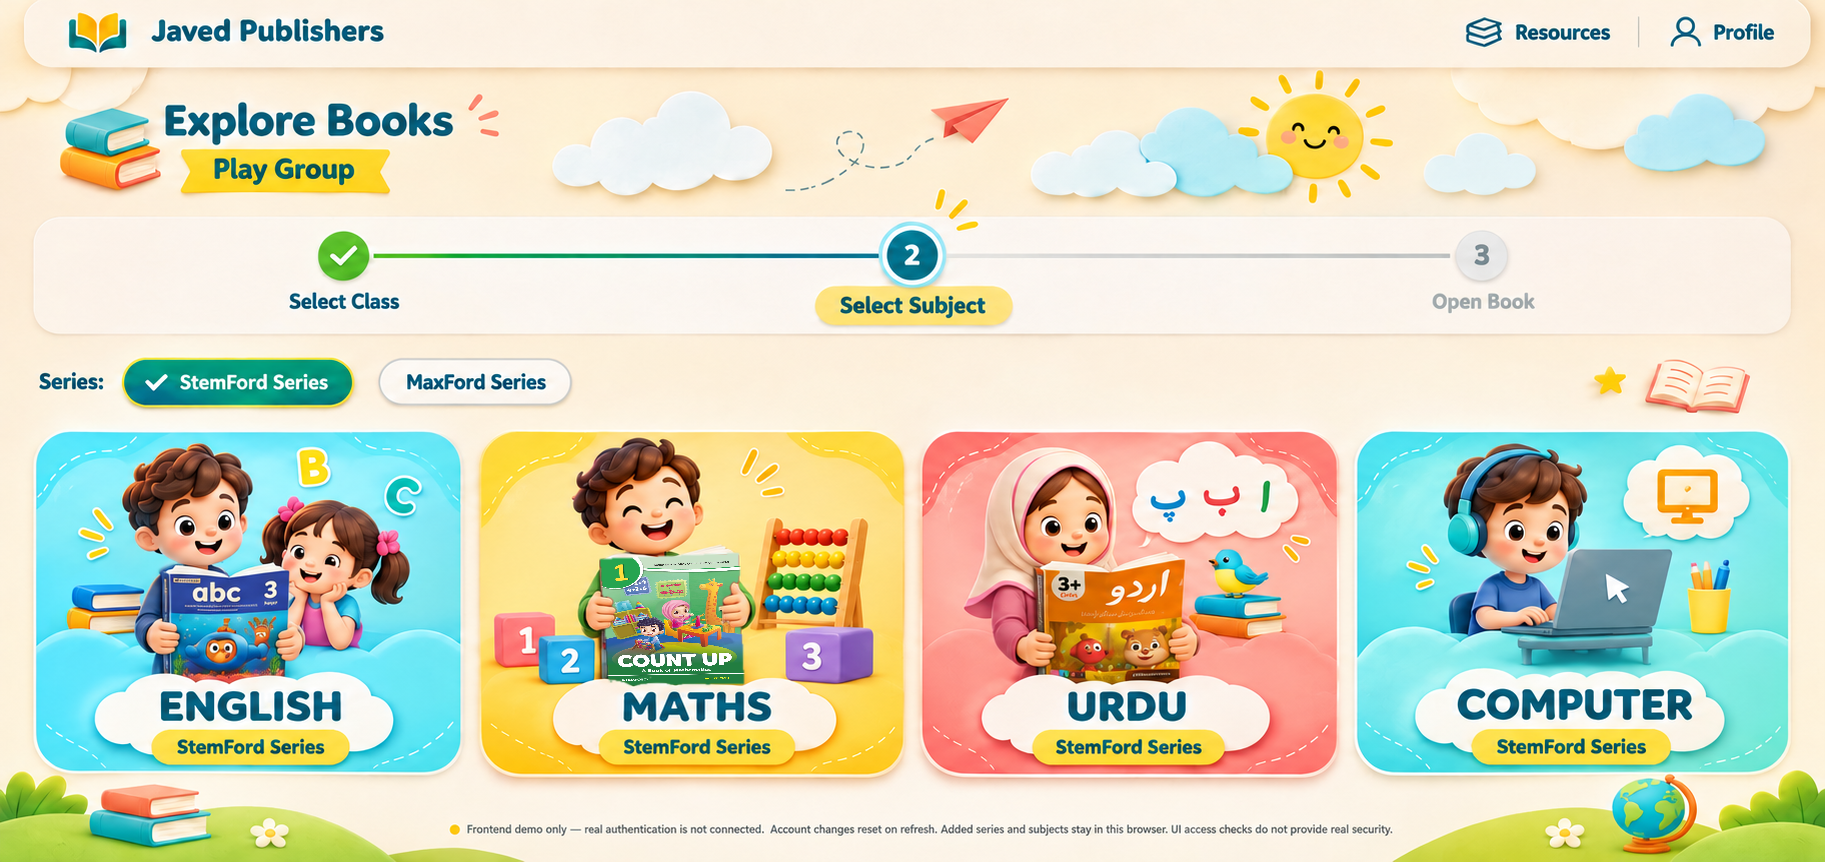 Javed Publishers
Resources
Profile
Explore Books
Play Group
2
3
Select Class
Select Subject
Open Book
Series:
StemFord Series
MaxFord Series
B
C
abc
3
ENGLISH
StemFord Series
1
1
2
3
COUNT UP
A Book of Mathematics
MATHS
StemFord Series
ا ب پ
3+
اردو
URDU
StemFord Series
COMPUTER
StemFord Series
Frontend demo only — real authentication is not connected. Account changes reset on refresh. Added series and subjects stay in this browser. UI access checks do not provide real security.